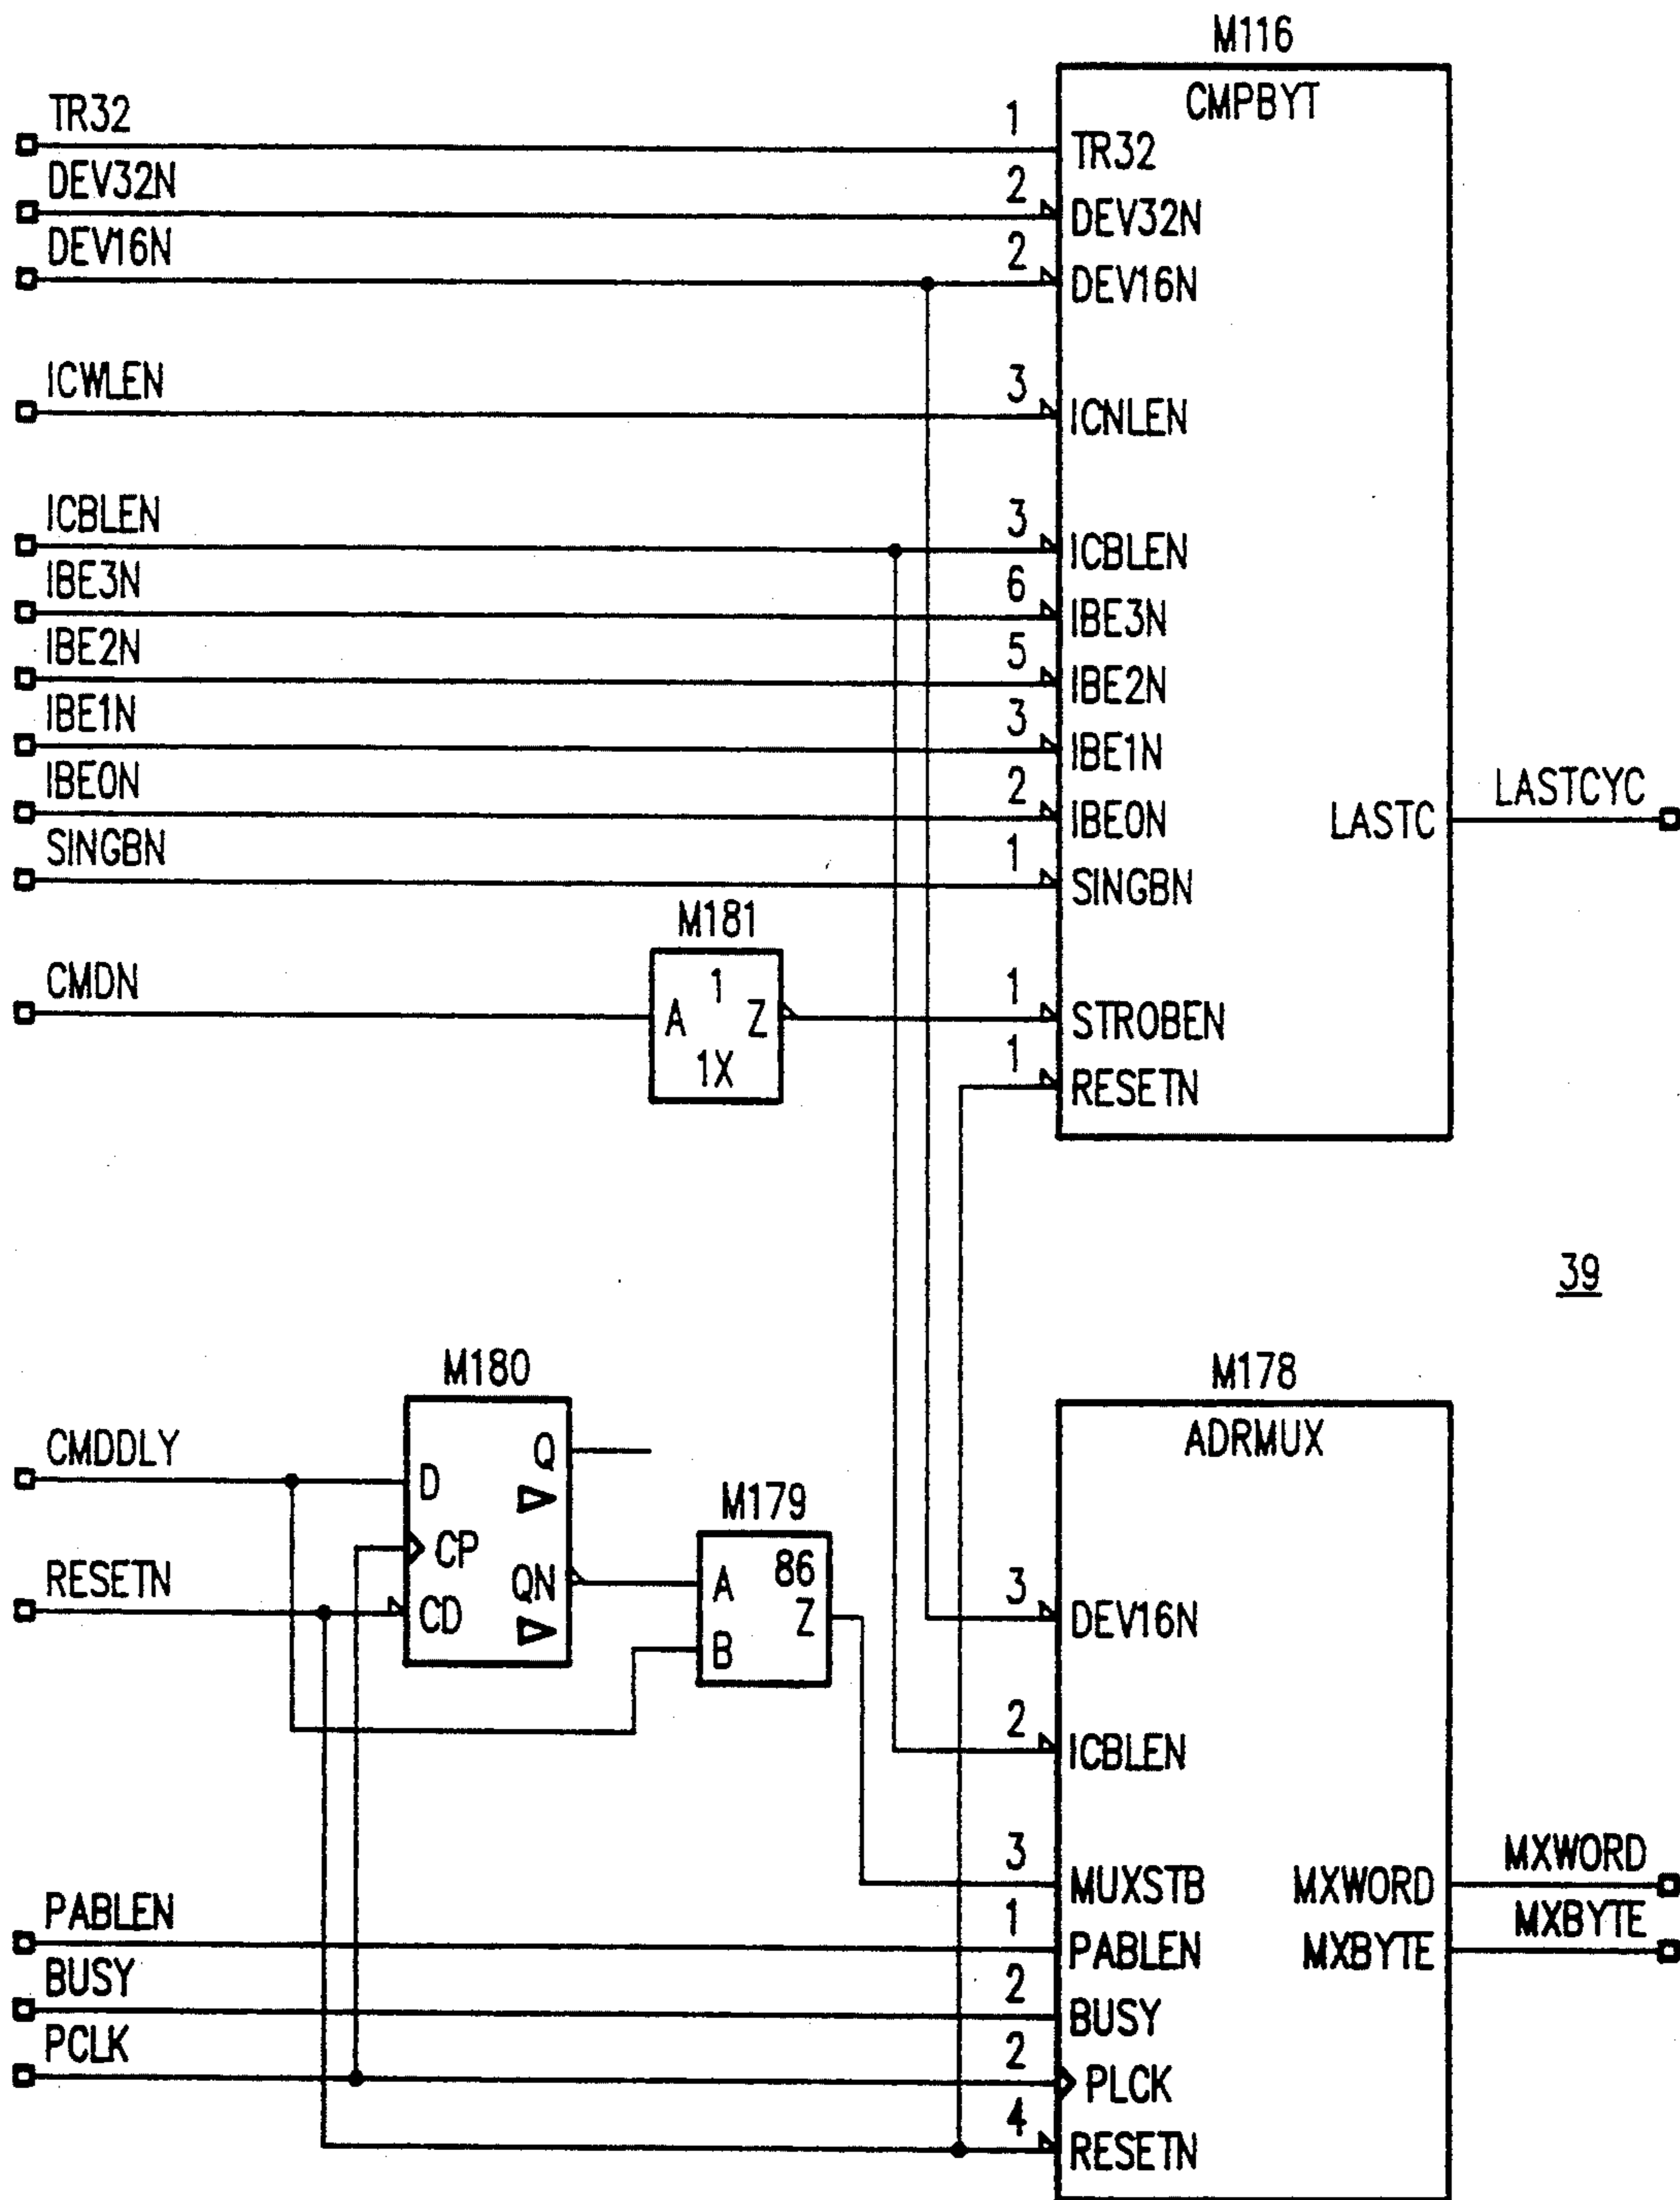 M116
CMPBYT
TR32 1 TR32
DEV32N 2 DEV32N
DEV16N 2 DEV16N
ICWLEN 3 ICNLEN
ICBLEN 3 ICBLEN
IBE3N 6 IBE3N
IBE2N 5 IBE2N
IBE1N 3 IBE1N
IBE0N 2 IBE0N LASTC LASTCYC
SINGBN 1 SINGBN
M181
CMDN A 1 Z 1X 1 STROBEN
1 RESETN
39
M180
M178
ADRMUX
CMDDLY D Q
M179
CP
RESETN CD QN A 86 Z 3 DEV16N
B
2 ICBLEN
3 MUXSTB MXWORD MXWORD
PABLEN 1 PABLEN MXBYTE MXBYTE
BUSY 2 BUSY
PCLK 2 PLCK
4 RESETN